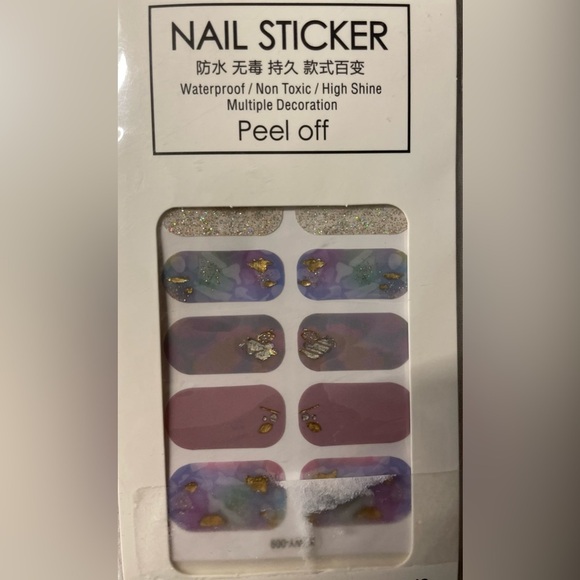 NAIL STICKER
防水 无毒 持久 款式百变
Waterproof / Non Toxic / High Shine
Multiple Decoration
Peel off